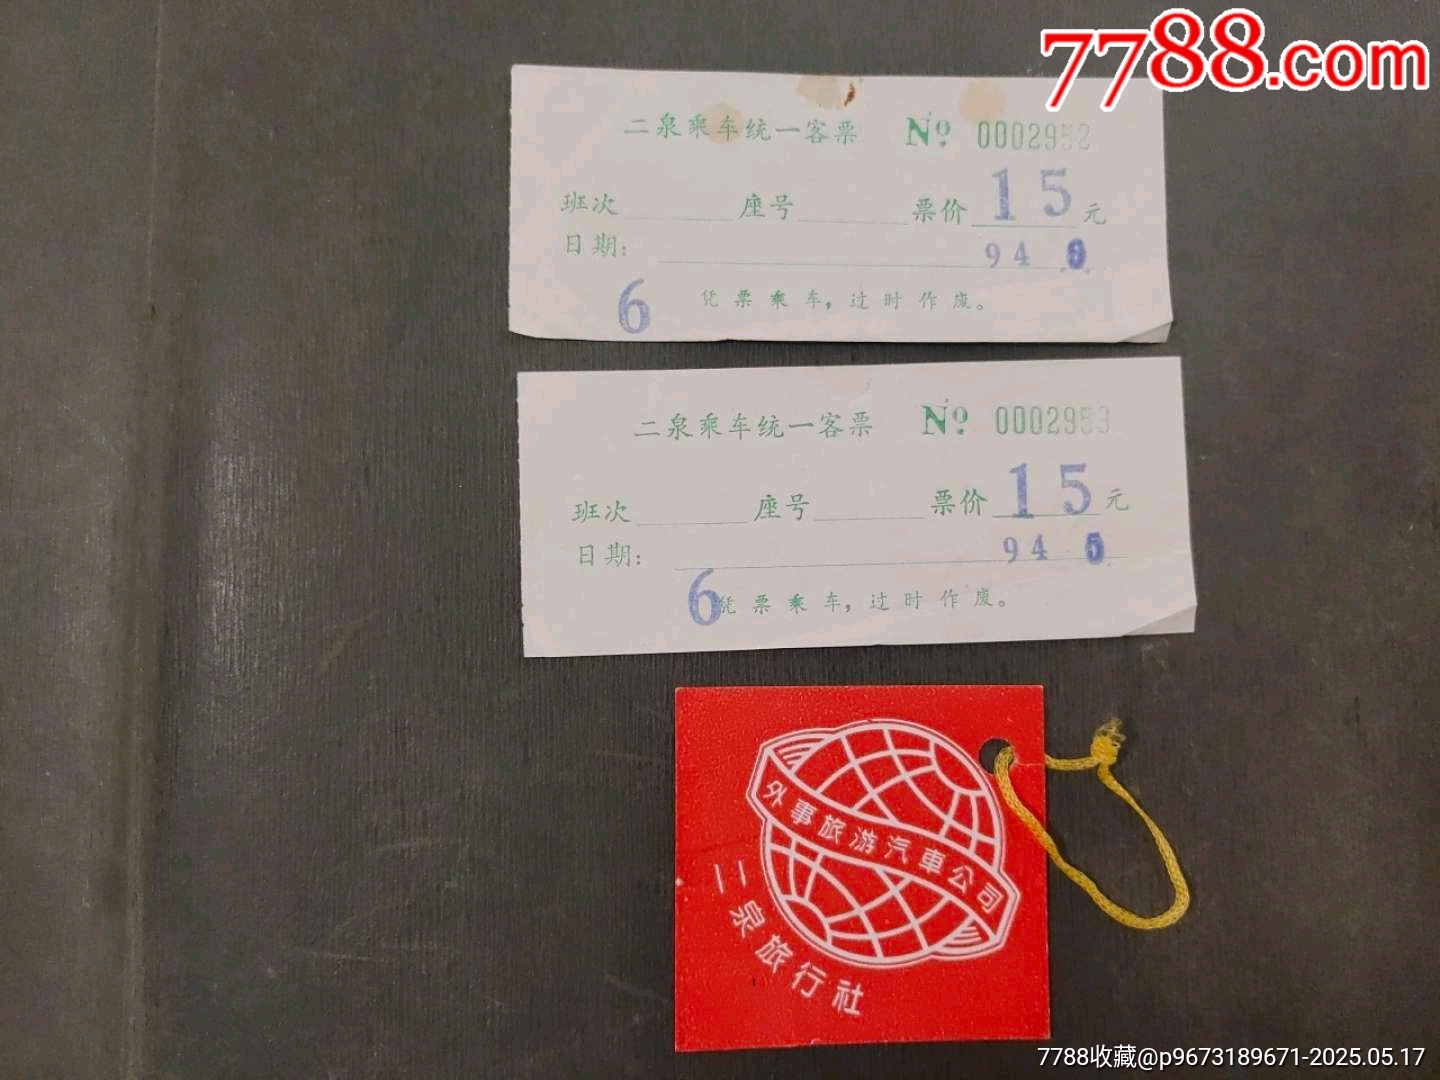 7788.com
二泉乘车统一客票 № 0002952
班次 座号 票价 15 元
日期: 94
6 凭票乘车，过时作废。
二泉乘车统一客票 № 0002953
班次 座号 票价 15 元
日期: 94
6 凭票乘车，过时作废。
外事旅游汽車公司
二泉旅行社
7788收藏@p9673189671-2025.05.17